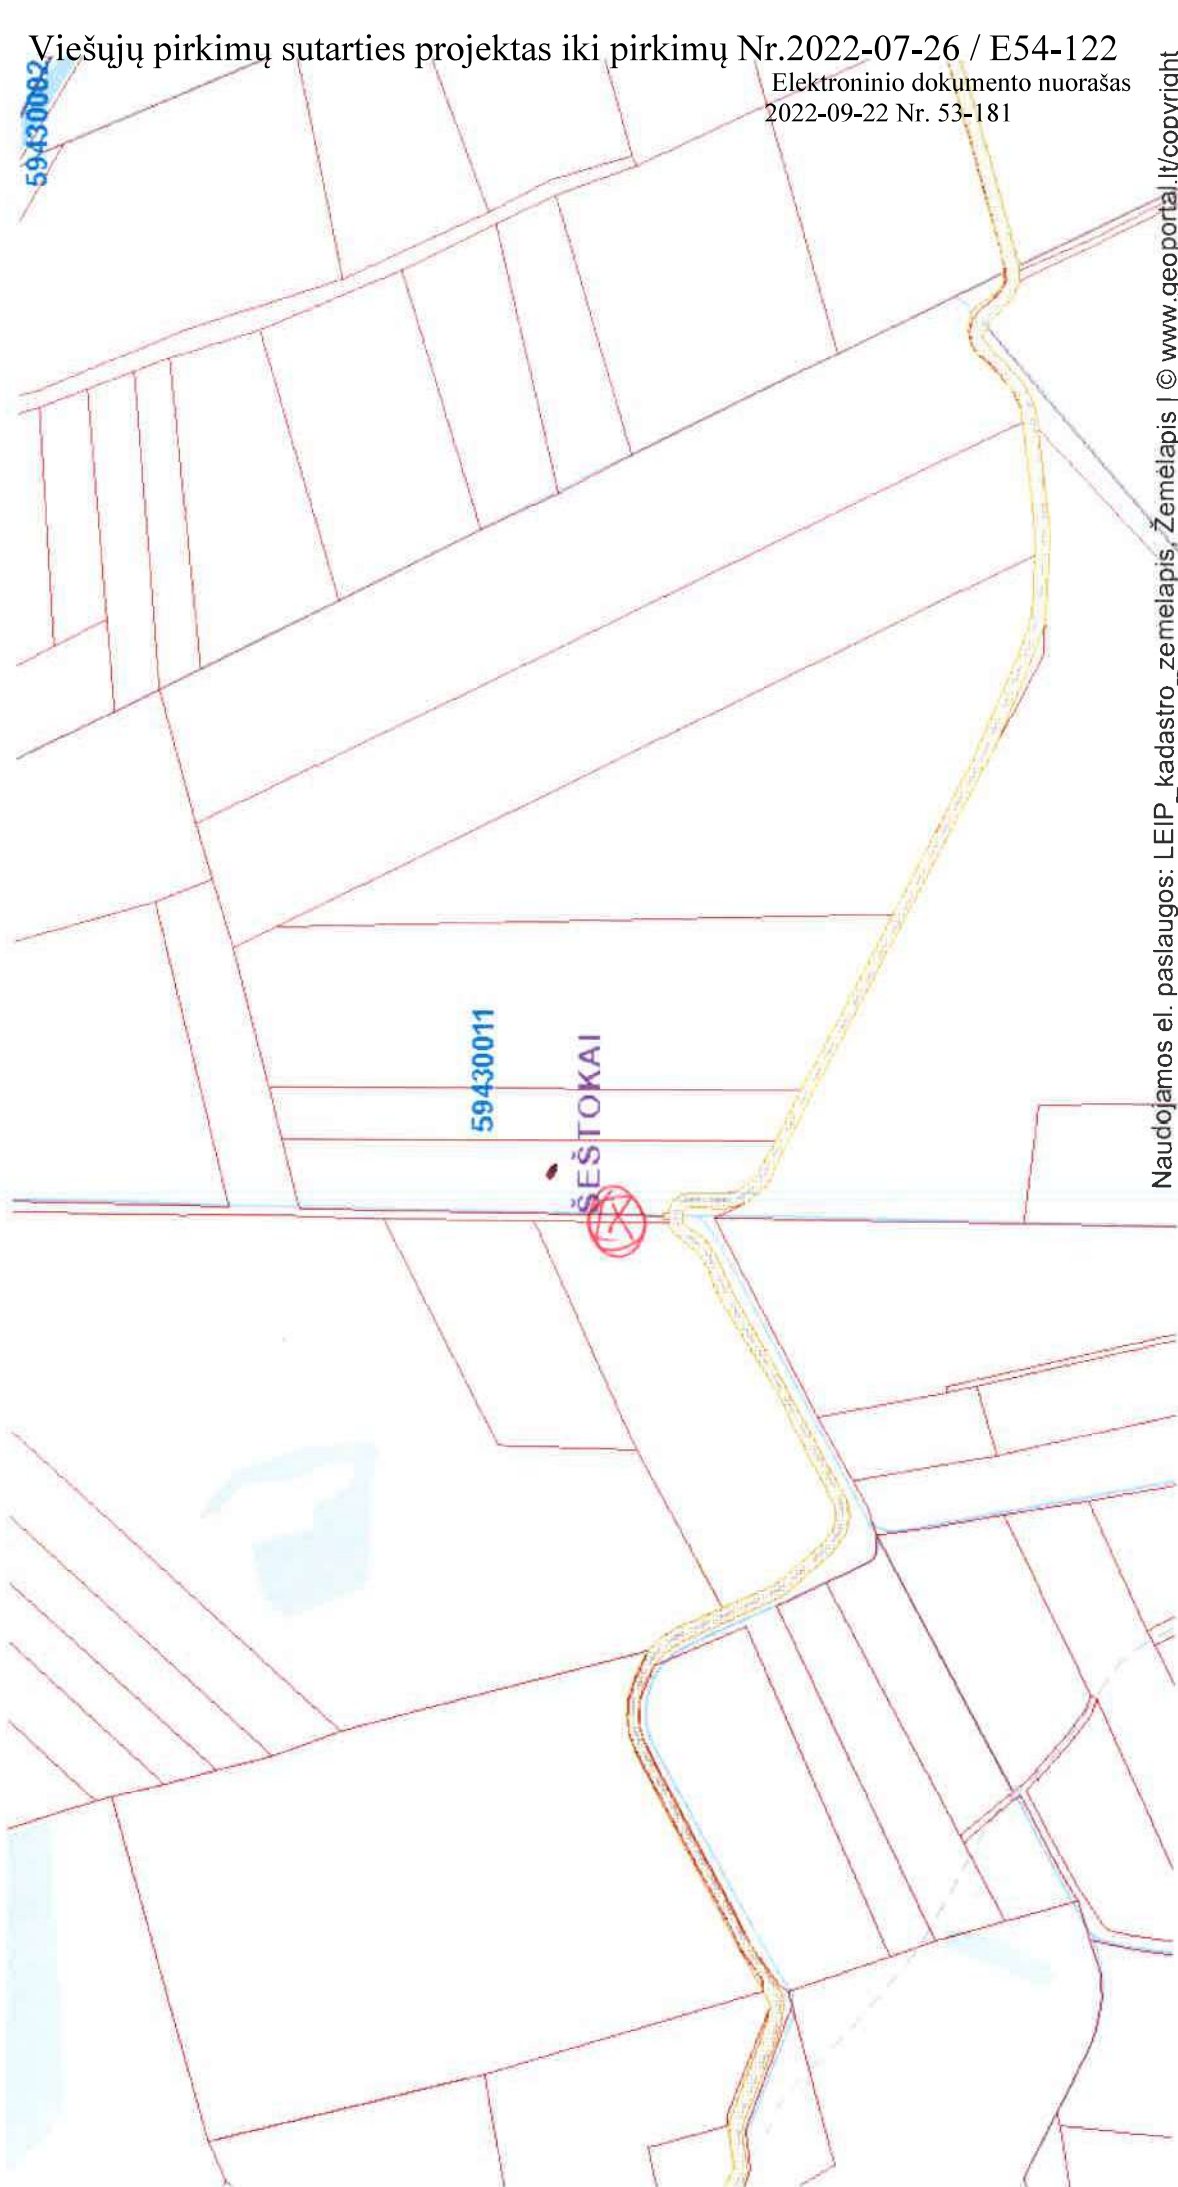 Viešųjų pirkimų sutarties projektas iki pirkimų Nr.2022-07-26 / E54-122
Elektroninio dokumento nuorašas
2022-09-22 Nr. 53-181
59430011
ŠEŠTOKAI
Naudojamos el. paslaugos: LEIP_kadastro_zemelapis, Žemėlapis | © www.geoportal.lt/copyright